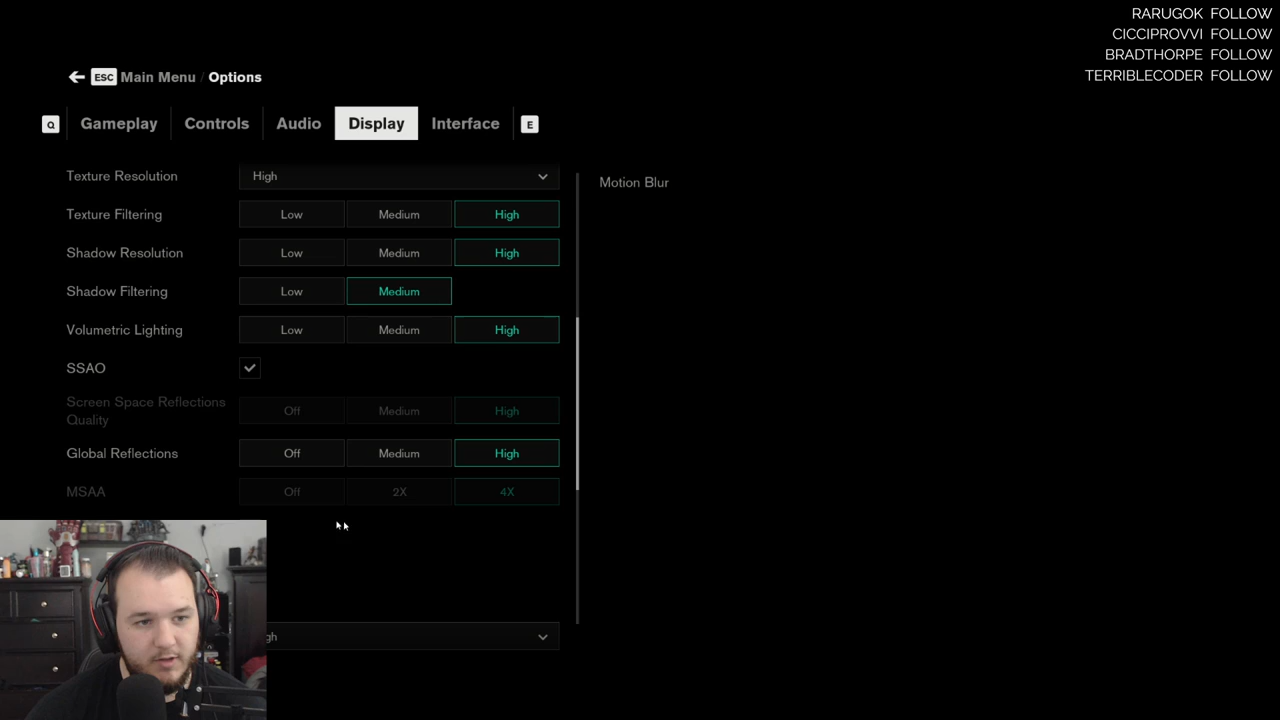 RARUGOK FOLLOW
CICCIPROVVI FOLLOW
BRADTHORPE FOLLOW
TERRIBLECODER FOLLOW
ESC Main Menu / Options
Q Gameplay Controls Audio Display Interface E
Texture Resolution High
Motion Blur
Texture Filtering Low Medium High
Shadow Resolution Low Medium High
Shadow Filtering Low Medium
Volumetric Lighting Low Medium High
SSAO
Screen Space Reflections
Quality Off Medium High
Global Reflections Off Medium High
MSAA Off 2X 4X
gh